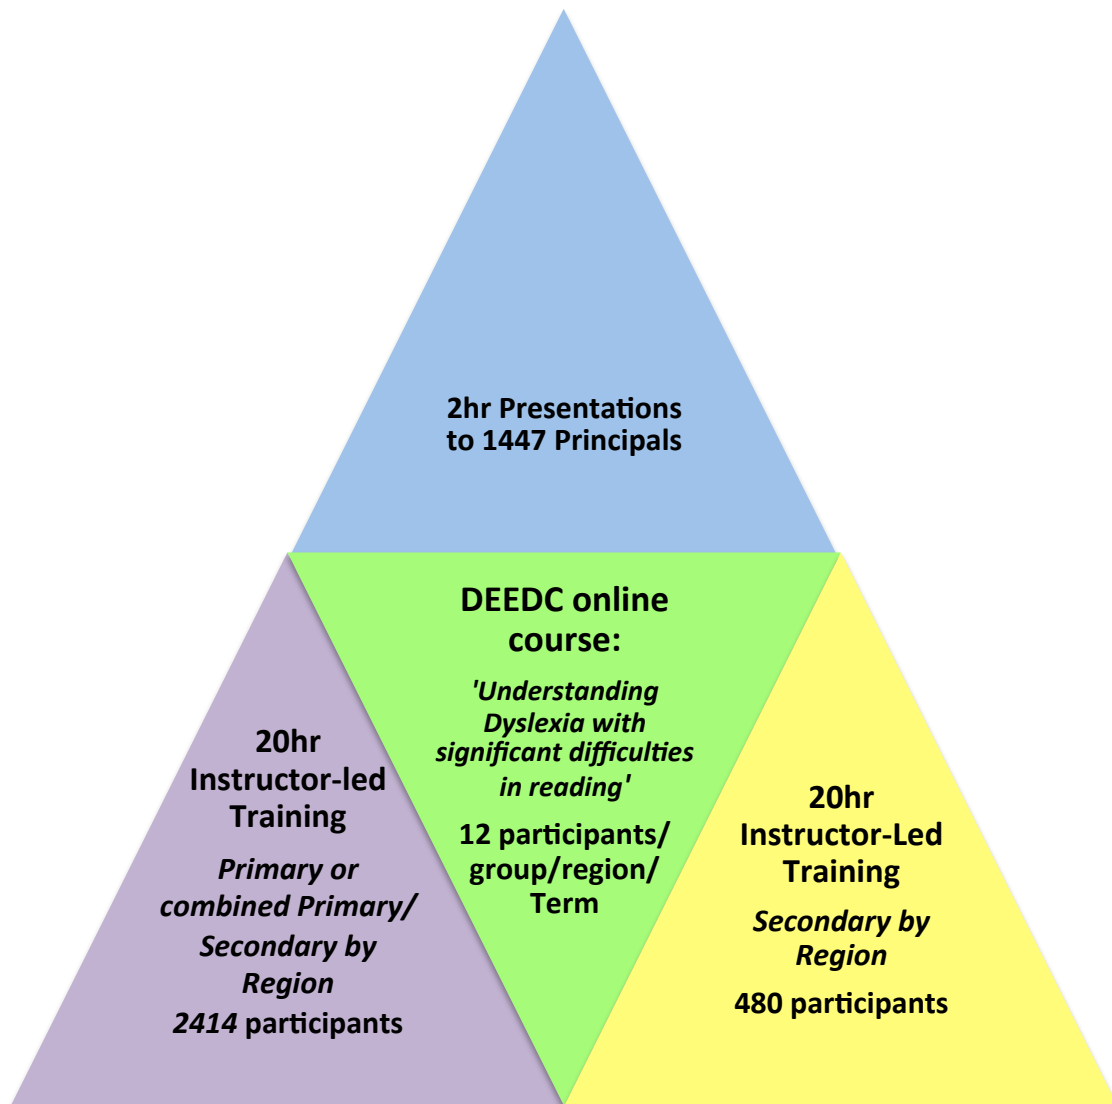 2hr Presentations
to 1447 Principals
DEEDC online
course:
'Understanding
Dyslexia with
significant difficulties
in reading'
12 participants/
group/region/
Term
20hr
Instructor-led
Training
Primary or
combined Primary/
Secondary by
Region
2414 participants
20hr
Instructor-Led
Training
Secondary by
Region
480 participants